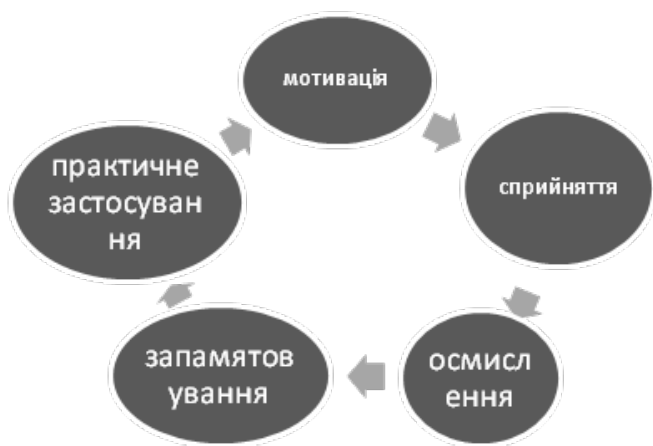 мотивація
сприйняття
осмисл
ення
запамятов
ування
практичне
застосуван
ня